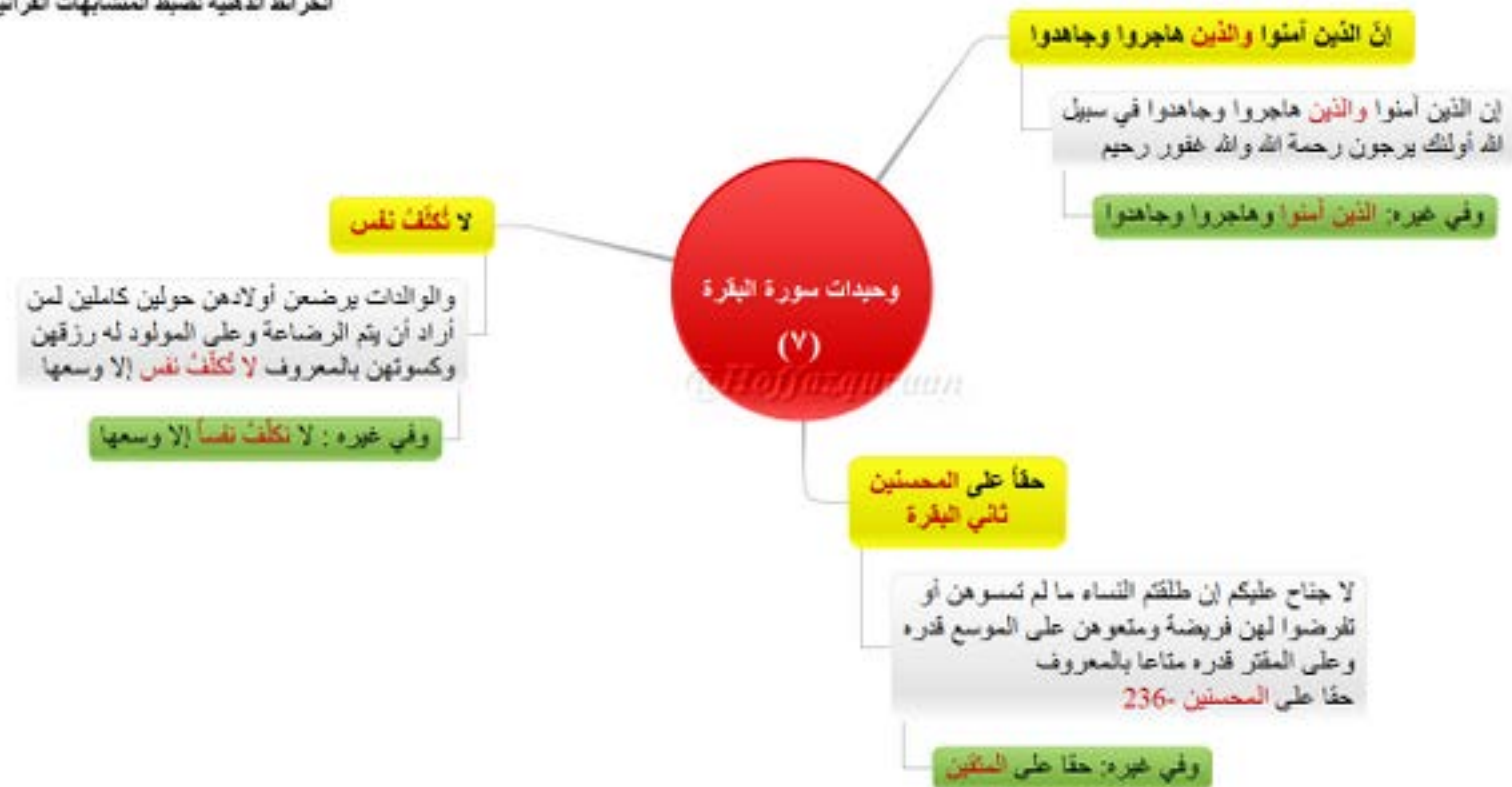 الخرائط الذهنية لضبط المتشابهات القرآنية
إنّ الذين آمنوا والذين هاجروا وجاهدوا
إن الذين آمنوا والذين هاجروا وجاهدوا في سبيل
الله أولئك يرجون رحمة الله والله غفور رحيم
وفي غيره: الذين آمنوا وهاجروا وجاهدوا
وحيدات سورة البقرة
(٧)
@Hoffazquraan
لا تُكلّفُ نفس
والوالدات يرضعن أولادهن حولين كاملين لمن
أراد أن يتم الرضاعة وعلى المولود له رزقهن
وكسوتهن بالمعروف لا تُكلّفُ نفس إلا وسعها
وفي غيره : لا نكلّفُ نفساً إلا وسعها
حقاً على المحسنين
ثاني البقرة
لا جناح عليكم إن طلقتم النساء ما لم تمسوهن أو
تفرضوا لهن فريضة ومتعوهن على الموسع قدره
وعلى المقتر قدره متاعا بالمعروف
حقا على المحسنين -236
وفي غيره: حقا على المتقين